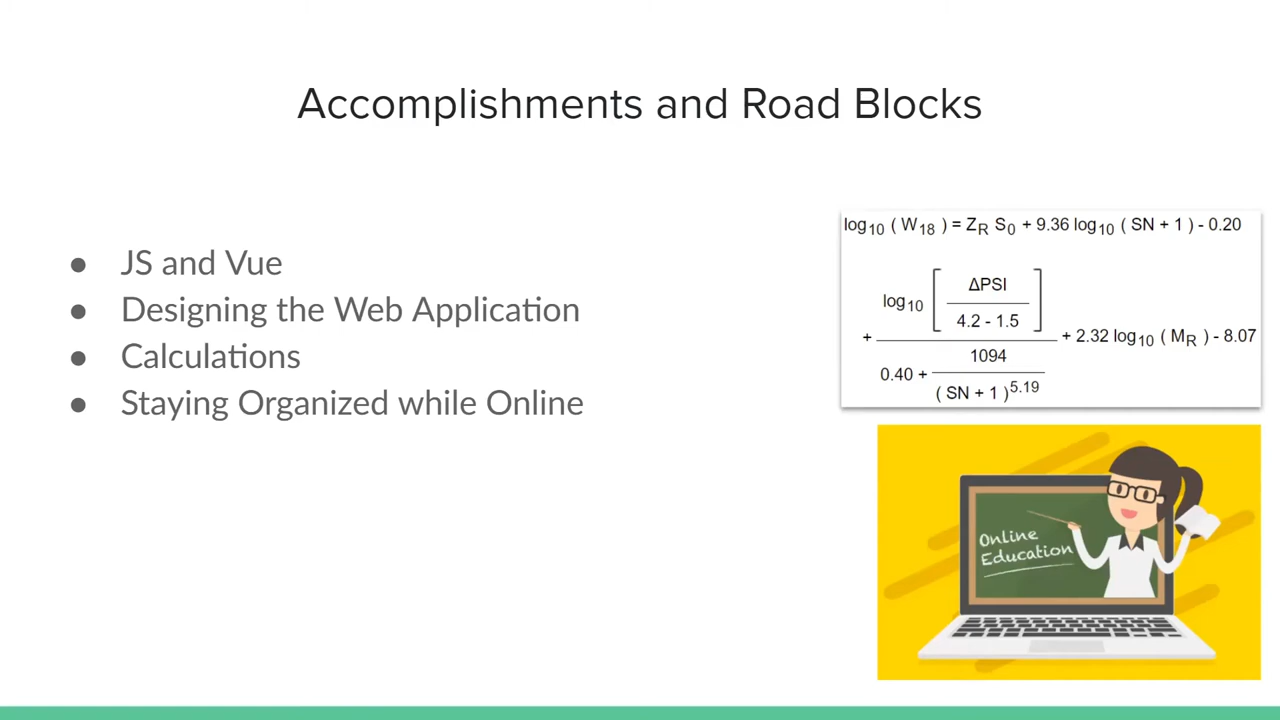 Accomplishments and Road Blocks
● JS and Vue
● Designing the Web Application
● Calculations
● Staying Organized while Online
log10 ( W18 ) = ZR S0 + 9.36 log10 ( SN + 1 ) - 0.20
+ log10 [ ΔPSI / 4.2 - 1.5 ] / 0.40 + 1094 / ( SN + 1 )^5.19 + 2.32 log10 ( MR ) - 8.07
Online
Education